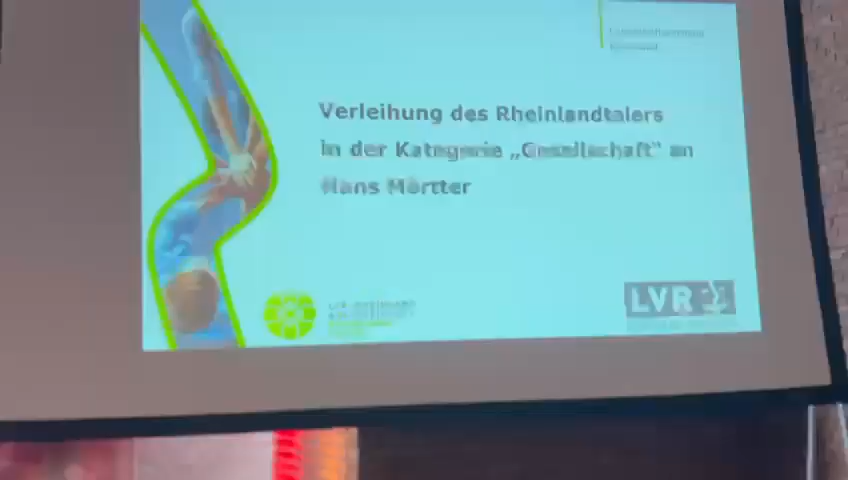 Verleihung des Rheinlandtalers
in der Kategorie „Gesellschaft“ an
Hans Mörtter
LVR